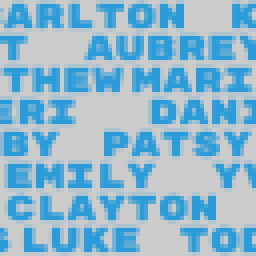 CARLTON K
T AUBREY
THEW MARI
ERI DANI
BY PATSY
EMILY YV
CLAYTON
LUKE TOD